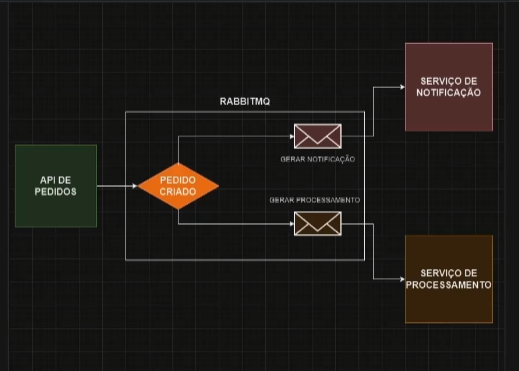 RABBITMQ
SERVIÇO DE
NOTIFICAÇÃO
GERAR NOTIFICAÇÃO
API DE
PEDIDOS
PEDIDO
CRIADO
GERAR PROCESSAMENTO
SERVIÇO DE
PROCESSAMENTO